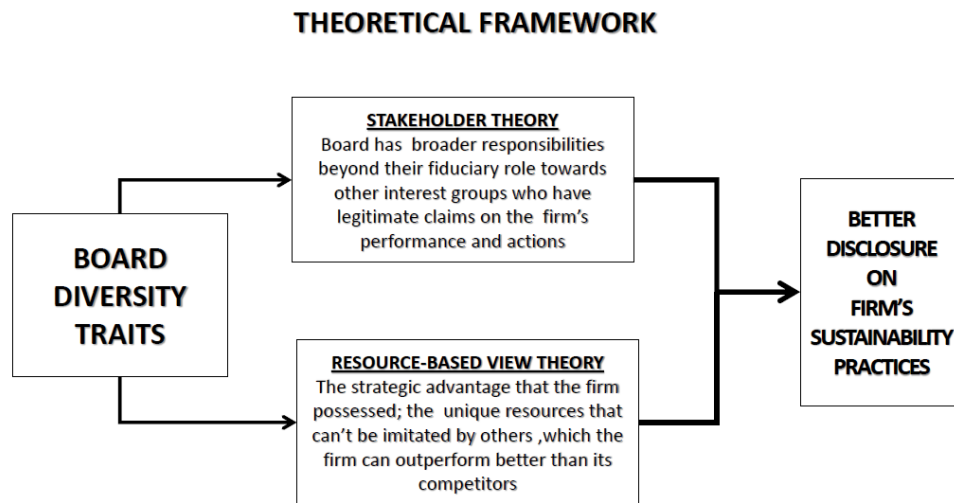 THEORETICAL FRAMEWORK
STAKEHOLDER THEORY
Board has broader responsibilities
beyond their fiduciary role towards
other interest groups who have
legitimate claims on the firm's
performance and actions
BOARD
DIVERSITY
TRAITS
RESOURCE-BASED VIEW THEORY
The strategic advantage that the firm
possessed; the unique resources that
can't be imitated by others ,which the
firm can outperform better than its
competitors
BETTER
DISCLOSURE
ON
FIRM'S
SUSTAINABILITY
PRACTICES